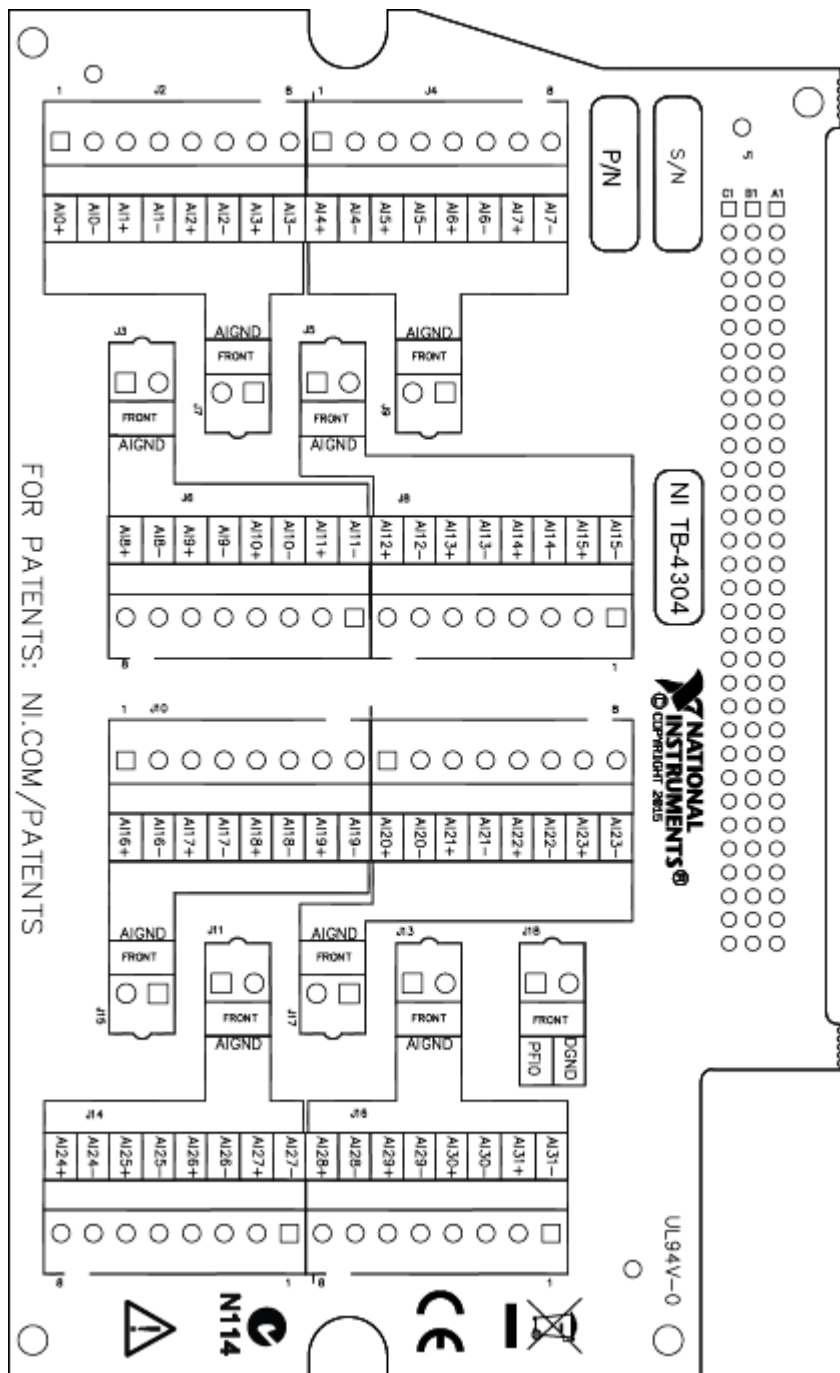 1 J2 8 1 J4 8
AI0+ AI0- AI1+ AI1- AI2+ AI2- AI3+ AI3- AI4+ AI4- AI5+ AI5- AI6+ AI6- AI7+ AI7-
P/N
S/N
J1
C1 B1 A1
J3 AIGND J5 AIGND
FRONT FRONT
J7 J9
FRONT FRONT
AIGND AIGND
J6 J8
AI8+ AI8- AI9+ AI9- AI10+ AI10- AI11+ AI11- AI12+ AI12- AI13+ AI13- AI14+ AI14- AI15+ AI15-
8 1
NI TB-4304
FOR PATENTS: NI.COM/PATENTS
NATIONAL
INSTRUMENTS®
© COPYRIGHT 2015
1 J10 8
AI16+ AI16- AI17+ AI17- AI18+ AI18- AI19+ AI19- AI20+ AI20- AI21+ AI21- AI22+ AI22- AI23+ AI23-
AIGND J11 AIGND J13 J18
FRONT FRONT
J15 J17
FRONT FRONT FRONT
AIGND AIGND
PFI0 DGND
J14 J16
AI24+ AI24- AI25+ AI25- AI26+ AI26- AI27+ AI27- AI28+ AI28- AI29+ AI29- AI30+ AI30- AI31+ AI31-
8 1 8 1
UL94V-0
N114
CE